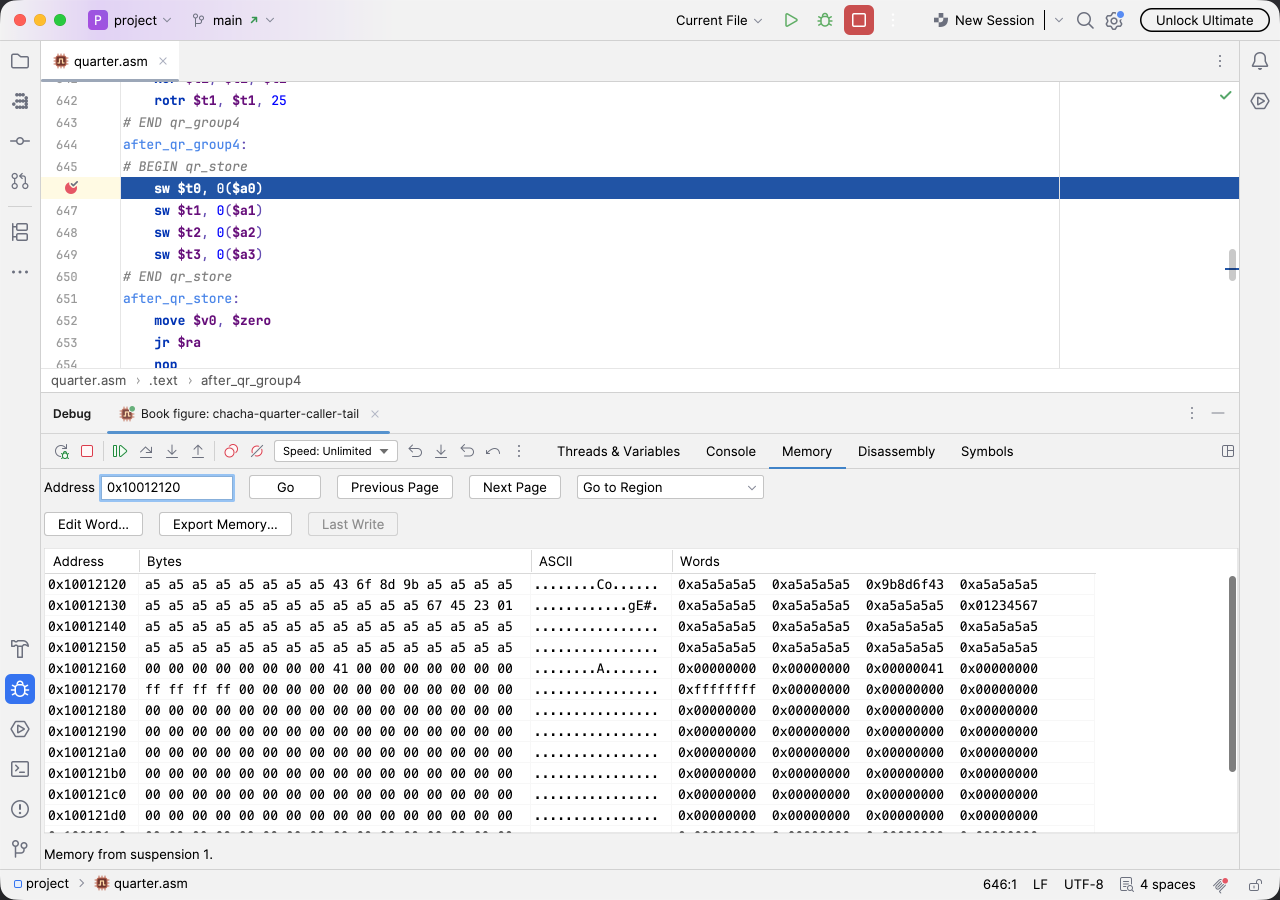 P project main Current File New Session Unlock Ultimate
quarter.asm
642 rotr $t1, $t1, 25
643 # END qr_group4
644 after_qr_group4:
645 # BEGIN qr_store
sw $t0, 0($a0)
647 sw $t1, 0($a1)
648 sw $t2, 0($a2)
649 sw $t3, 0($a3)
650 # END qr_store
651 after_qr_store:
652 move $v0, $zero
653 jr $ra
654 nop
quarter.asm › .text › after_qr_group4
Debug Book figure: chacha-quarter-caller-tail
Speed: Unlimited Threads & Variables Console Memory Disassembly Symbols
Address 0x10012120 Go Previous Page Next Page Go to Region
Edit Word... Export Memory... Last Write
Address Bytes ASCII Words
0x10012120 a5 a5 a5 a5 a5 a5 a5 a5 43 6f 8d 9b a5 a5 a5 a5 ........Co...... 0xa5a5a5a5 0xa5a5a5a5 0x9b8d6f43 0xa5a5a5a5
0x10012130 a5 a5 a5 a5 a5 a5 a5 a5 a5 a5 a5 a5 67 45 23 01 ............gE#. 0xa5a5a5a5 0xa5a5a5a5 0xa5a5a5a5 0x01234567
0x10012140 a5 a5 a5 a5 a5 a5 a5 a5 a5 a5 a5 a5 a5 a5 a5 a5 ................ 0xa5a5a5a5 0xa5a5a5a5 0xa5a5a5a5 0xa5a5a5a5
0x10012150 a5 a5 a5 a5 a5 a5 a5 a5 a5 a5 a5 a5 a5 a5 a5 a5 ................ 0xa5a5a5a5 0xa5a5a5a5 0xa5a5a5a5 0xa5a5a5a5
0x10012160 00 00 00 00 00 00 00 00 41 00 00 00 00 00 00 00 ........A....... 0x00000000 0x00000000 0x00000041 0x00000000
0x10012170 ff ff ff ff 00 00 00 00 00 00 00 00 00 00 00 00 ................ 0xffffffff 0x00000000 0x00000000 0x00000000
0x10012180 00 00 00 00 00 00 00 00 00 00 00 00 00 00 00 00 ................ 0x00000000 0x00000000 0x00000000 0x00000000
0x10012190 00 00 00 00 00 00 00 00 00 00 00 00 00 00 00 00 ................ 0x00000000 0x00000000 0x00000000 0x00000000
0x100121a0 00 00 00 00 00 00 00 00 00 00 00 00 00 00 00 00 ................ 0x00000000 0x00000000 0x00000000 0x00000000
0x100121b0 00 00 00 00 00 00 00 00 00 00 00 00 00 00 00 00 ................ 0x00000000 0x00000000 0x00000000 0x00000000
0x100121c0 00 00 00 00 00 00 00 00 00 00 00 00 00 00 00 00 ................ 0x00000000 0x00000000 0x00000000 0x00000000
0x100121d0 00 00 00 00 00 00 00 00 00 00 00 00 00 00 00 00 ................ 0x00000000 0x00000000 0x00000000 0x00000000
Memory from suspension 1.
project › quarter.asm 646:1 LF UTF-8 4 spaces